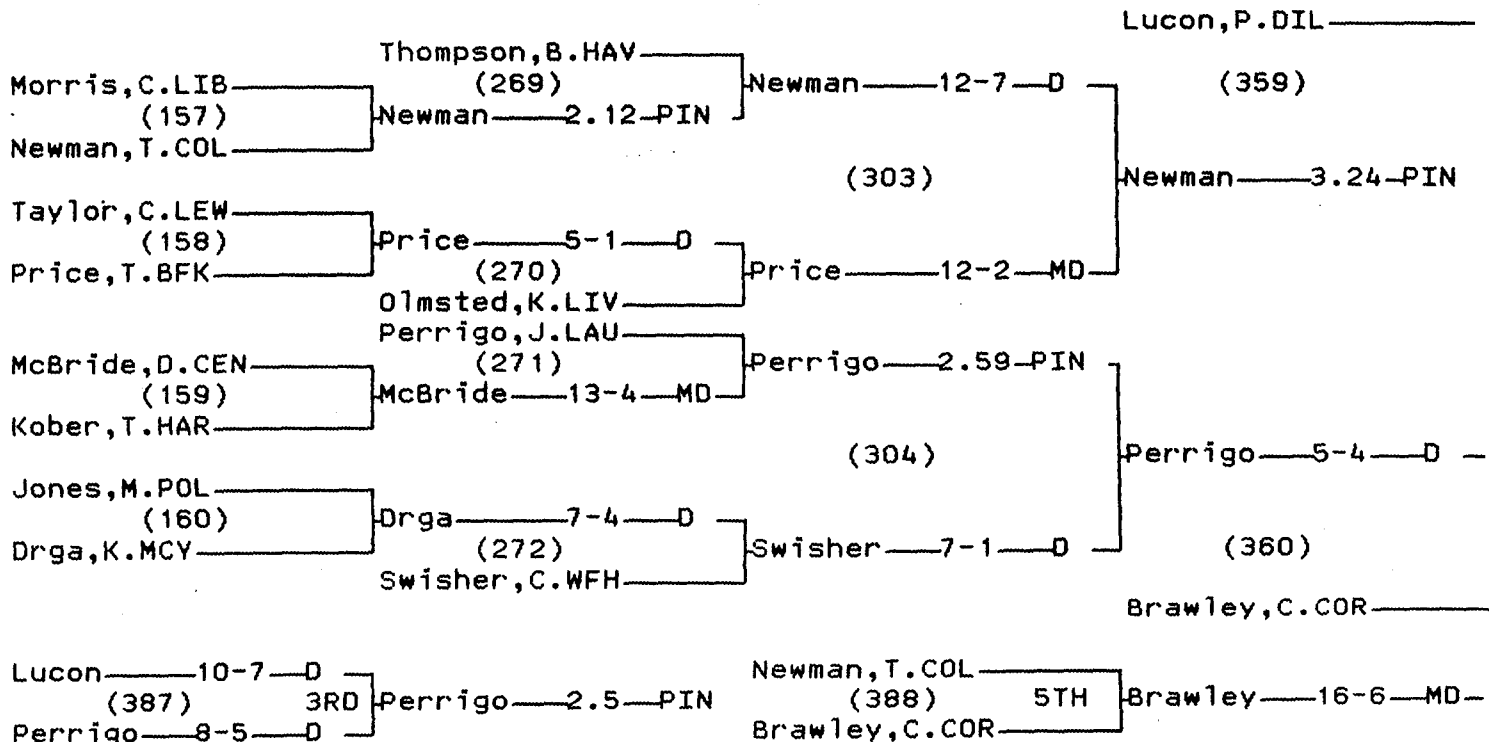 Lucon,P.DIL
Thompson,B.HAV
Morris,C.LIB (269) Newman 12-7 D (359)
(157) Newman 2.12 PIN
Newman,T.COL
(303) Newman 3.24 PIN
Taylor,C.LEW
(158) Price 5-1 D
Price,T.BFK (270) Price 12-2 MD
Olmsted,K.LIV
Perrigo,J.LAU
McBride,D.CEN (271) Perrigo 2.59 PIN
(159) McBride 13-4 MD
Kober,T.HAR
(304) Perrigo 5-4 D
Jones,M.POL
(160) Drga 7-4 D
Drga,K.MCY (272) Swisher 7-1 D (360)
Swisher,C.WFH
Brawley,C.COR
Lucon 10-7 D Newman,T.COL
(387) 3RD Perrigo 2.5 PIN (388) 5TH Brawley 16-6 MD
Perrigo 8-5 D Brawley,C.COR